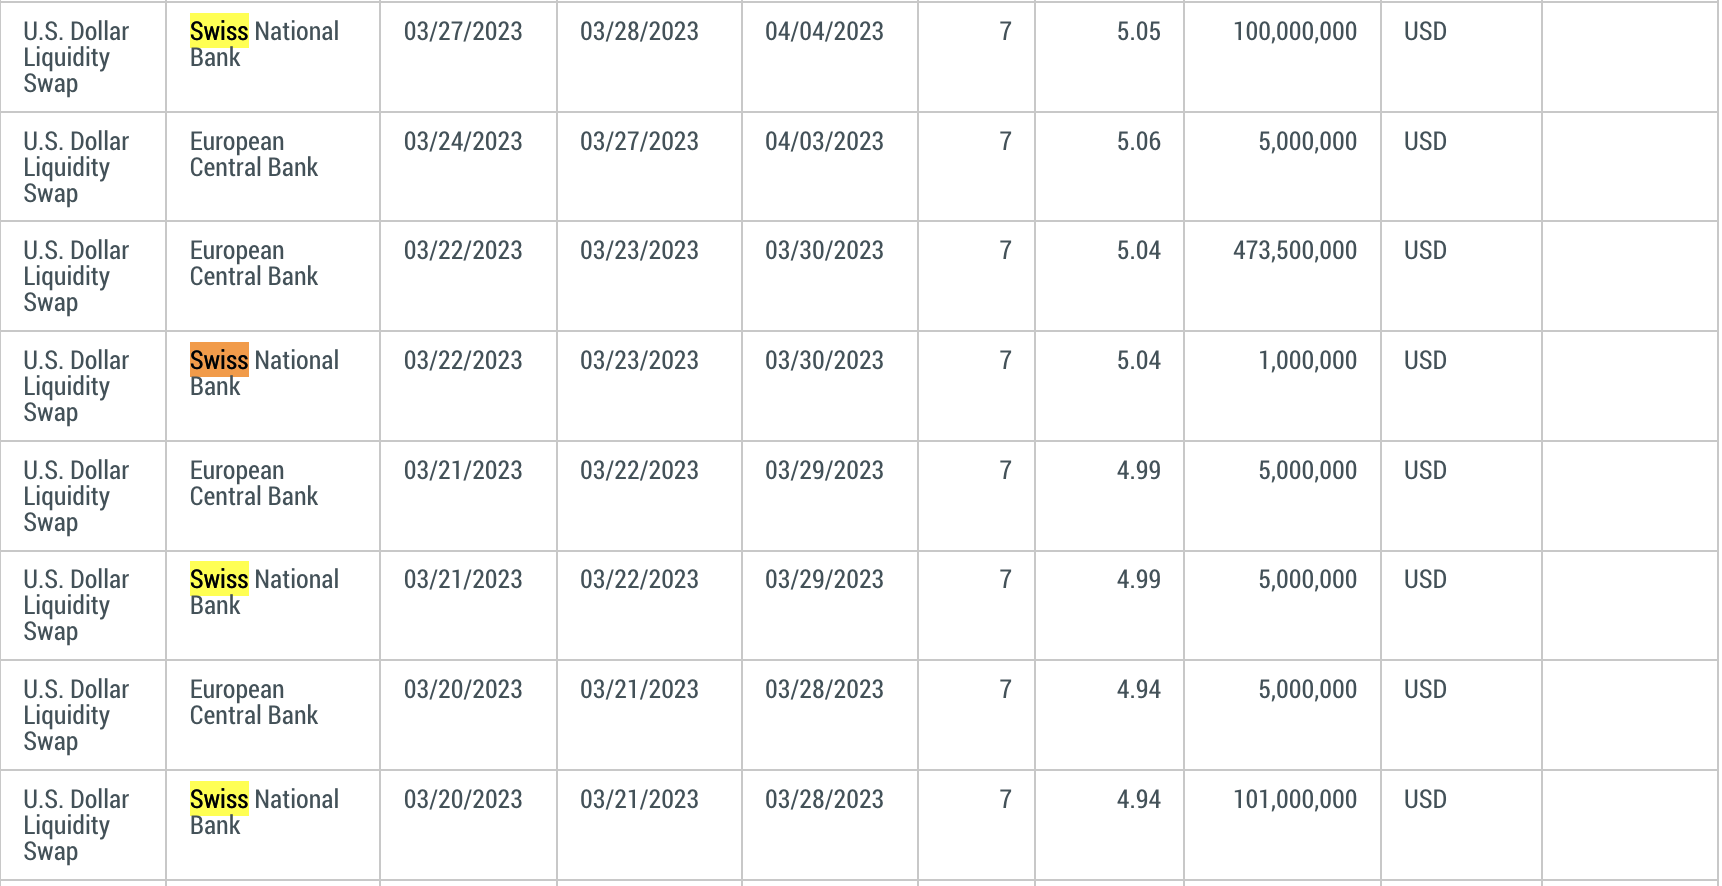 U.S. Dollar Liquidity Swap Swiss National Bank 03/27/2023 03/28/2023 04/04/2023 7 5.05 100,000,000 USD
U.S. Dollar Liquidity Swap European Central Bank 03/24/2023 03/27/2023 04/03/2023 7 5.06 5,000,000 USD
U.S. Dollar Liquidity Swap European Central Bank 03/22/2023 03/23/2023 03/30/2023 7 5.04 473,500,000 USD
U.S. Dollar Liquidity Swap Swiss National Bank 03/22/2023 03/23/2023 03/30/2023 7 5.04 1,000,000 USD
U.S. Dollar Liquidity Swap European Central Bank 03/21/2023 03/22/2023 03/29/2023 7 4.99 5,000,000 USD
U.S. Dollar Liquidity Swap Swiss National Bank 03/21/2023 03/22/2023 03/29/2023 7 4.99 5,000,000 USD
U.S. Dollar Liquidity Swap European Central Bank 03/20/2023 03/21/2023 03/28/2023 7 4.94 5,000,000 USD
U.S. Dollar Liquidity Swap Swiss National Bank 03/20/2023 03/21/2023 03/28/2023 7 4.94 101,000,000 USD